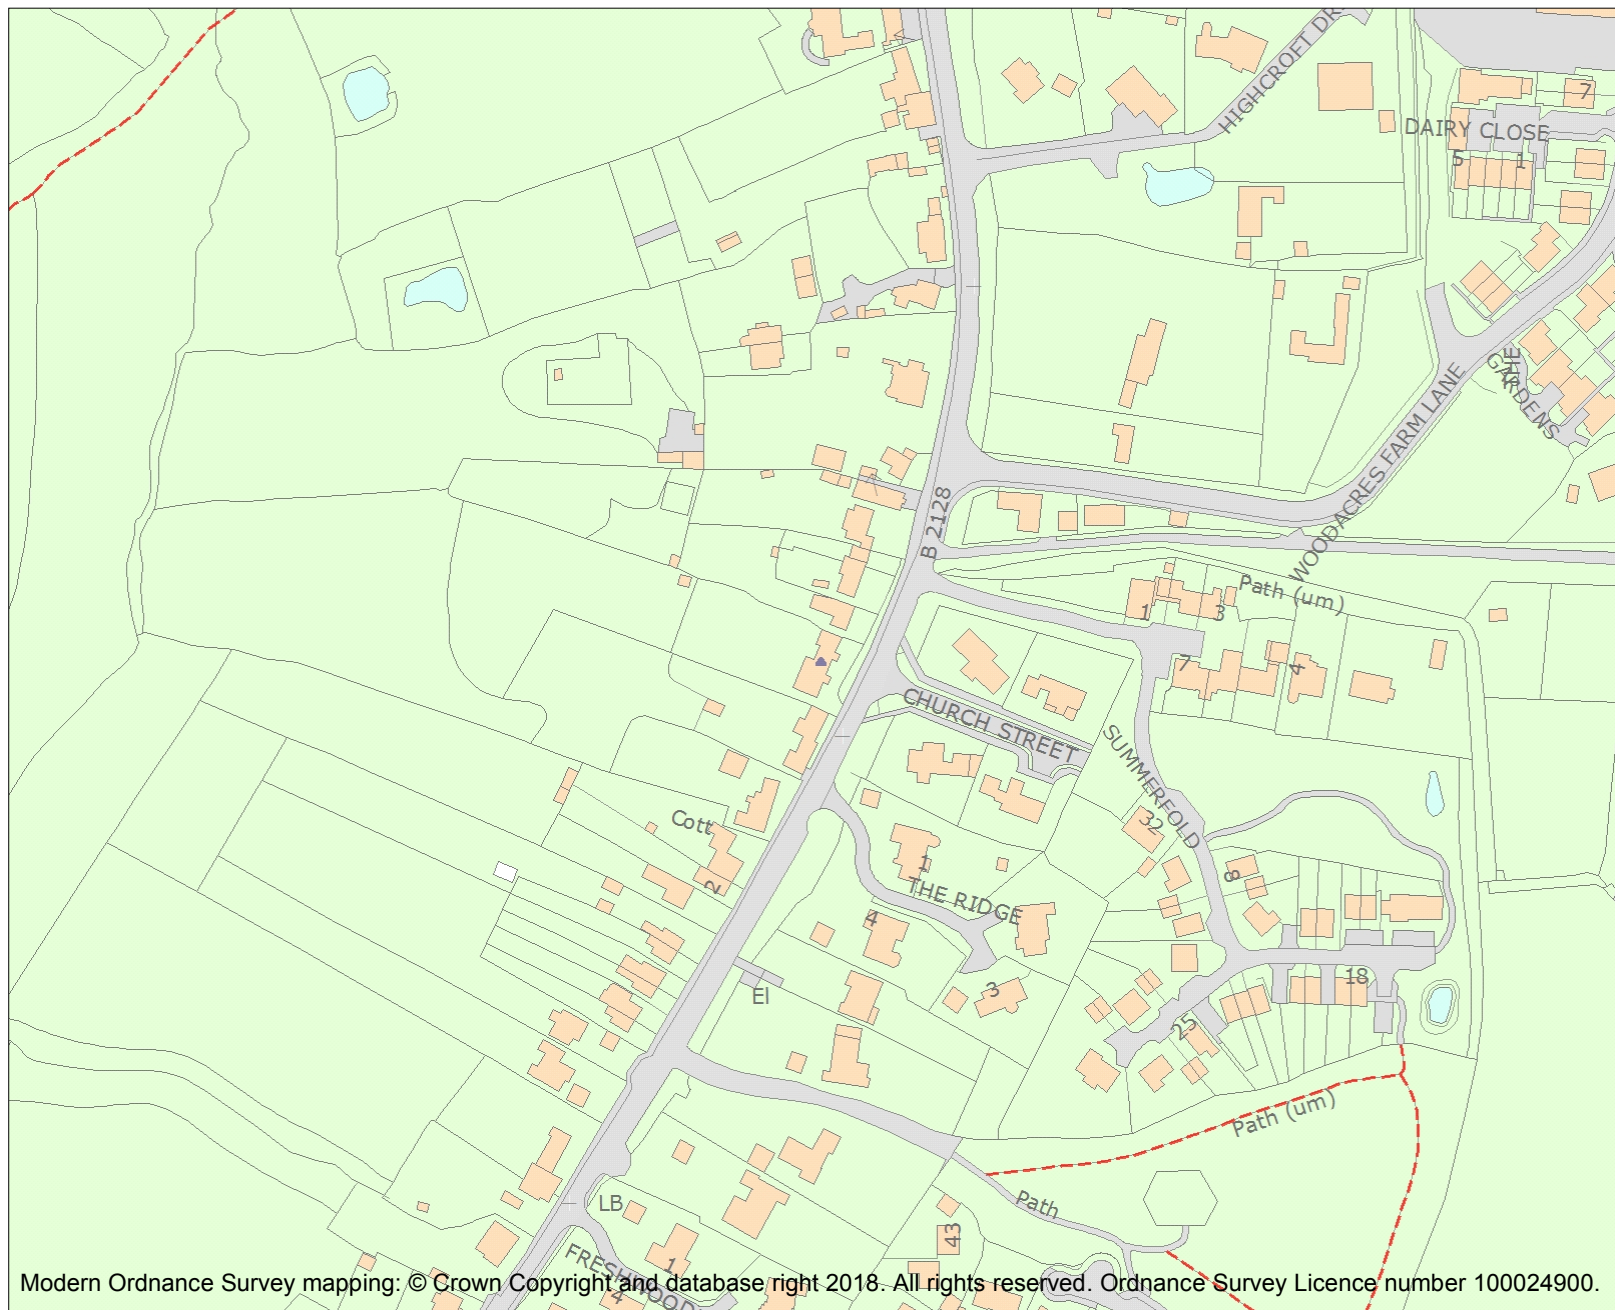 HIGHCROFT DR
7
DAIRY CLOSE
5
1
THE
GARDENS
WOODACRES FARM LANE
B 2128
Path (um)
1
3
7
4
CHURCH STREET
SUMMERFOLD
32
Cott
2
1
THE RIDGE
4
8
3
18
25
El
Path (um)
LB
Path
43
FRESHWOOD
1
4
Modern Ordnance Survey mapping: © Crown Copyright and database right 2018. All rights reserved. Ordnance Survey Licence number 100024900.